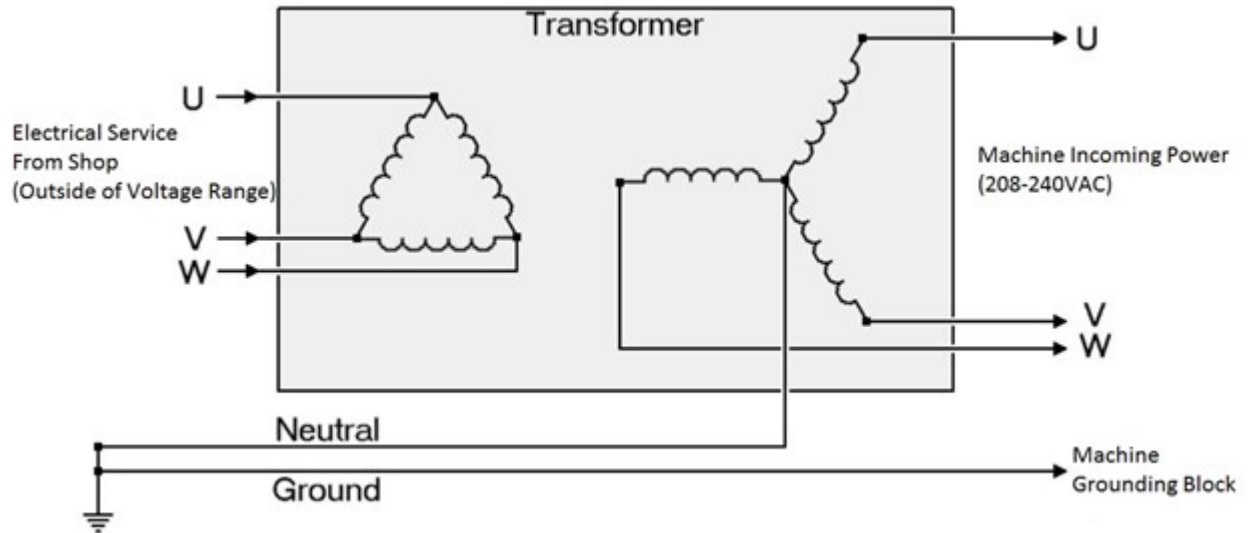 Transformer
U
U
Electrical Service
From Shop
(Outside of Voltage Range)
Machine Incoming Power
(208-240VAC)
V
W
V
W
Neutral
Ground
Machine
Grounding Block